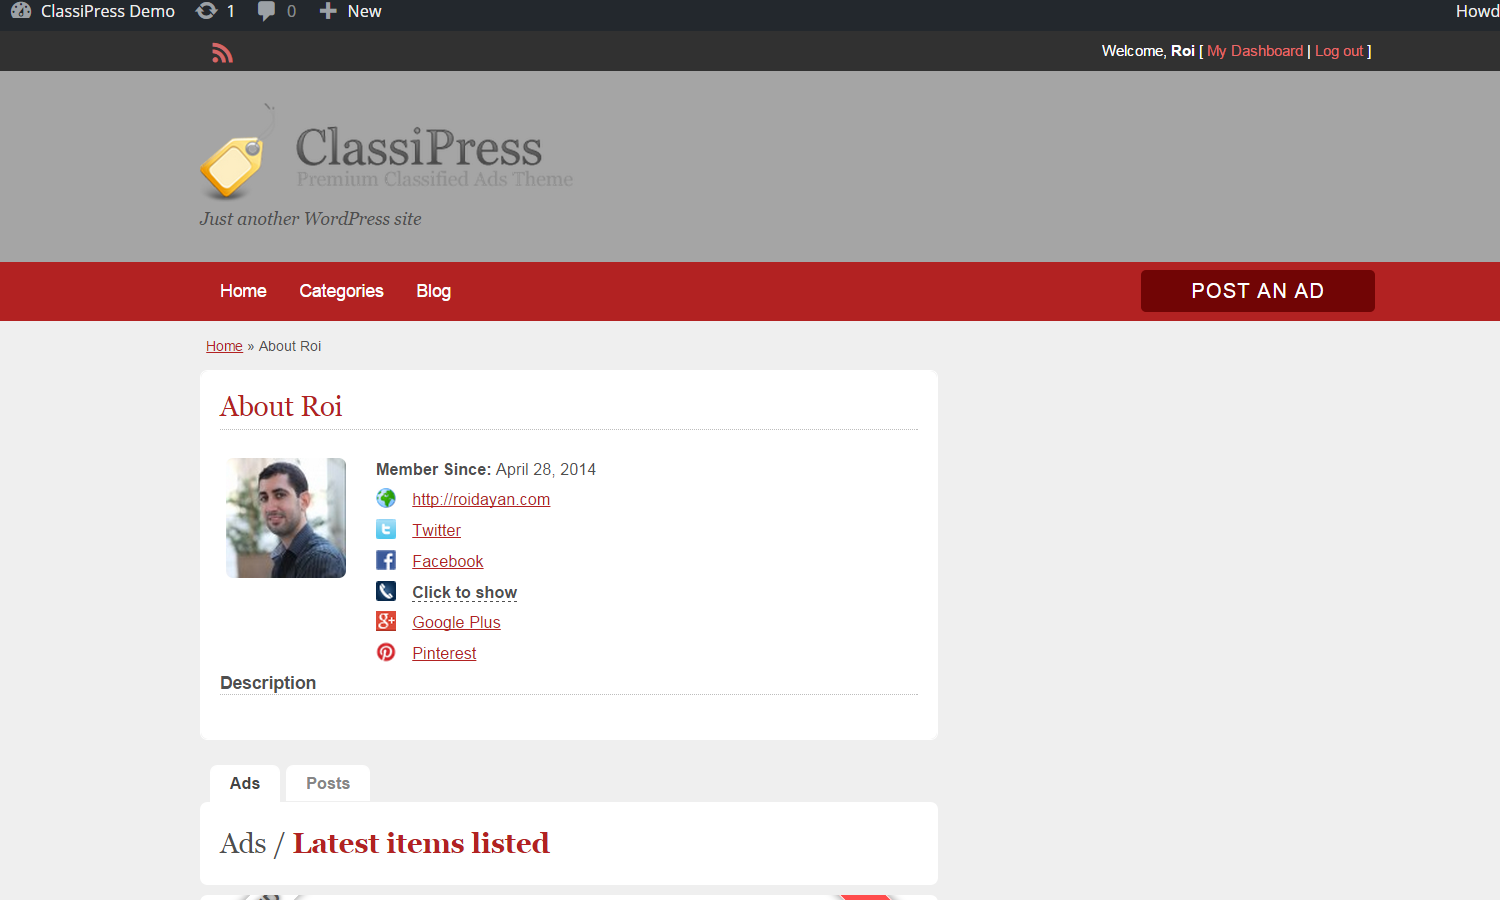 ClassiPress Demo 1 0 New Howd
Welcome, Roi [ My Dashboard | Log out ]
ClassiPress
Premium Classified Ads Theme
Just another WordPress site
Home Categories Blog POST AN AD
Home » About Roi
About Roi
Member Since: April 28, 2014
http://roidayan.com
Twitter
Facebook
Click to show
Google Plus
Pinterest
Description
Ads Posts
Ads / Latest items listed